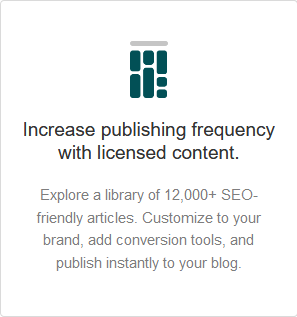 Increase publishing frequency
with licensed content.
Explore a library of 12,000+ SEO-
friendly articles. Customize to your
brand, add conversion tools, and
publish instantly to your blog.